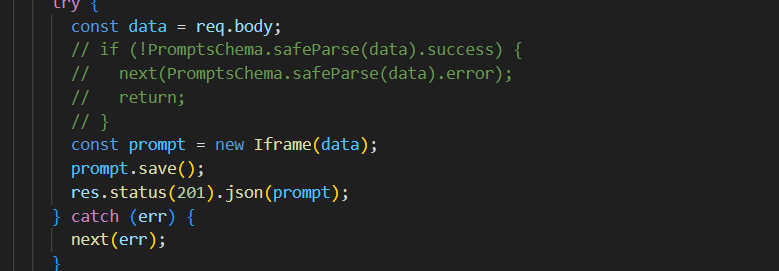 try {
const data = req.body;
// if (!PromptsChema.safeParse(data).success) {
//   next(PromptsChema.safeParse(data).error);
//   return;
// }
const prompt = new Iframe(data);
prompt.save();
res.status(201).json(prompt);
} catch (err) {
next(err);
}